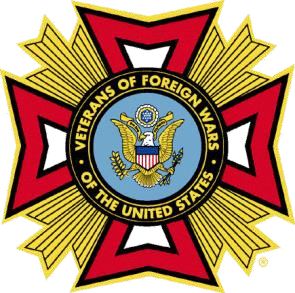 VETERANS OF FOREIGN WARS
OF THE UNITED STATES
®